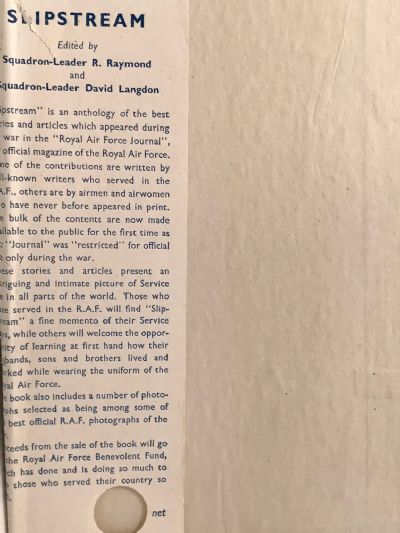 SLIPSTREAM
Edited by
Squadron-Leader R. Raymond
and
Squadron-Leader David Langdon
ipstream" is an anthology of the best
ries and articles which appeared during
war in the "Royal Air Force Journal",
official magazine of the Royal Air Force.
me of the contributions are written by
ll-known writers who served in the
A.F., others are by airmen and airwomen
o have never before appeared in print.
e bulk of the contents are now made
ailable to the public for the first time as
e "Journal" was "restricted" for official
e only during the war.
ese stories and articles present an
riguing and intimate picture of Service
e in all parts of the world. Those who
ve served in the R.A.F. will find "Slip-
ream" a fine memento of their Service
s, while others will welcome the oppor-
ity of learning at first hand how their
bands, sons and brothers lived and
rked while wearing the uniform of the
yal Air Force.
book also includes a number of photo-
phs selected as being among some of
best official R.A.F. photographs of the
ceeds from the sale of the book will go
the Royal Air Force Benevolent Fund,
ch has done and is doing so much to
those who served their country so
net